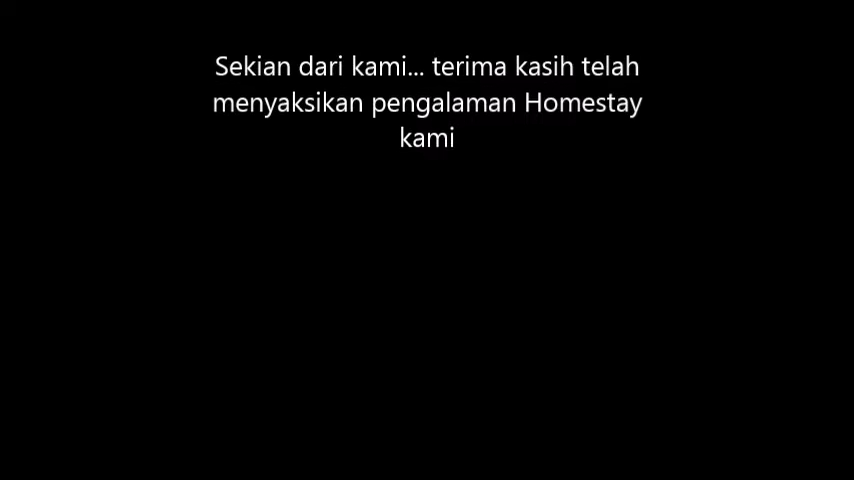 Sekian dari kami... terima kasih telah
menyaksikan pengalaman Homestay
kami